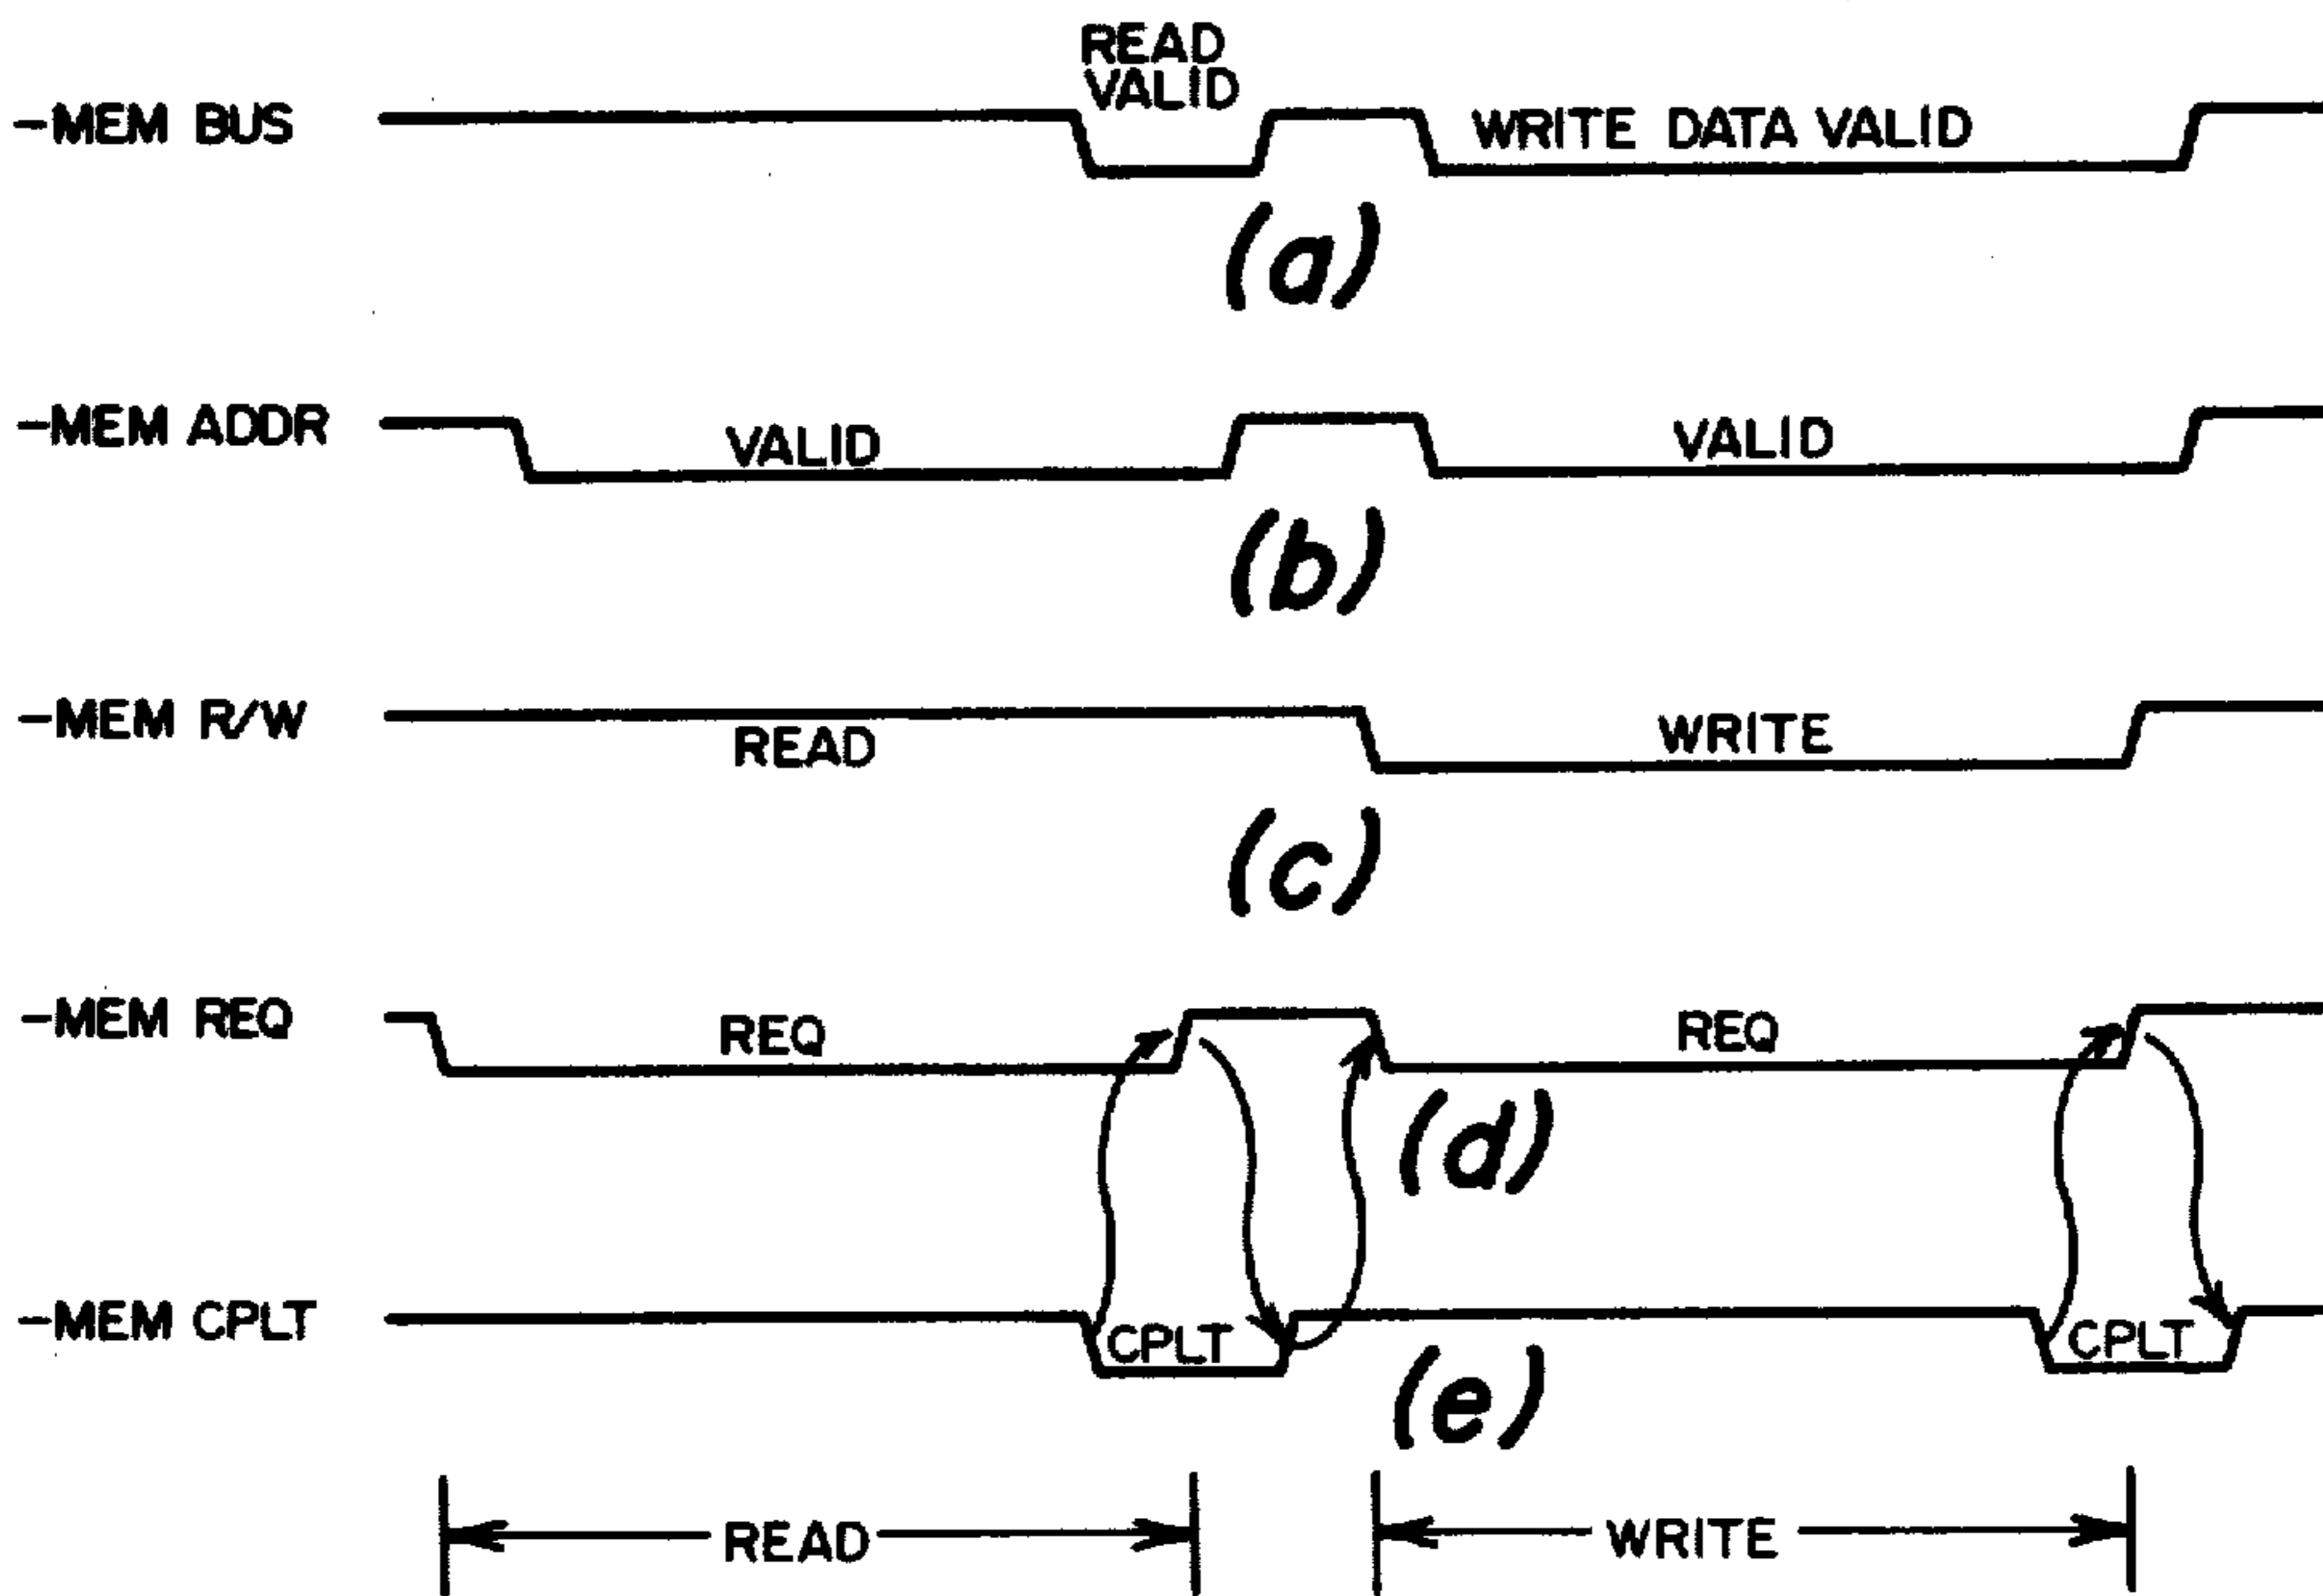 READ
VALID
-MEM BUS
WRITE DATA VALID
(a)
-MEM ADDR
VALID
VALID
(b)
-MEM R/W
READ
WRITE
(c)
-MEM REQ
REQ
REQ
(d)
-MEM CPLT
CPLT
CPLT
(e)
READ
WRITE